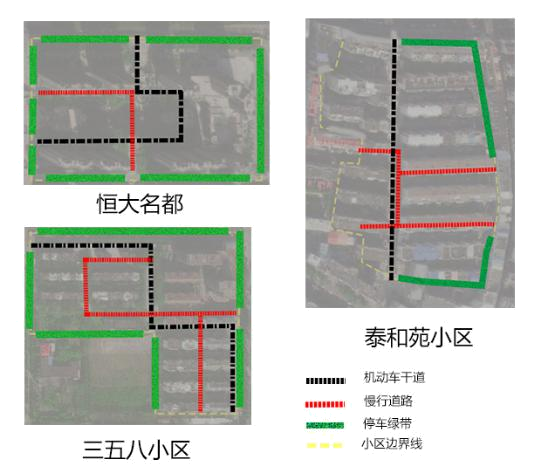 恒大名都
三五八小区
泰和苑小区
机动车干道
慢行道路
停车绿带
小区边界线